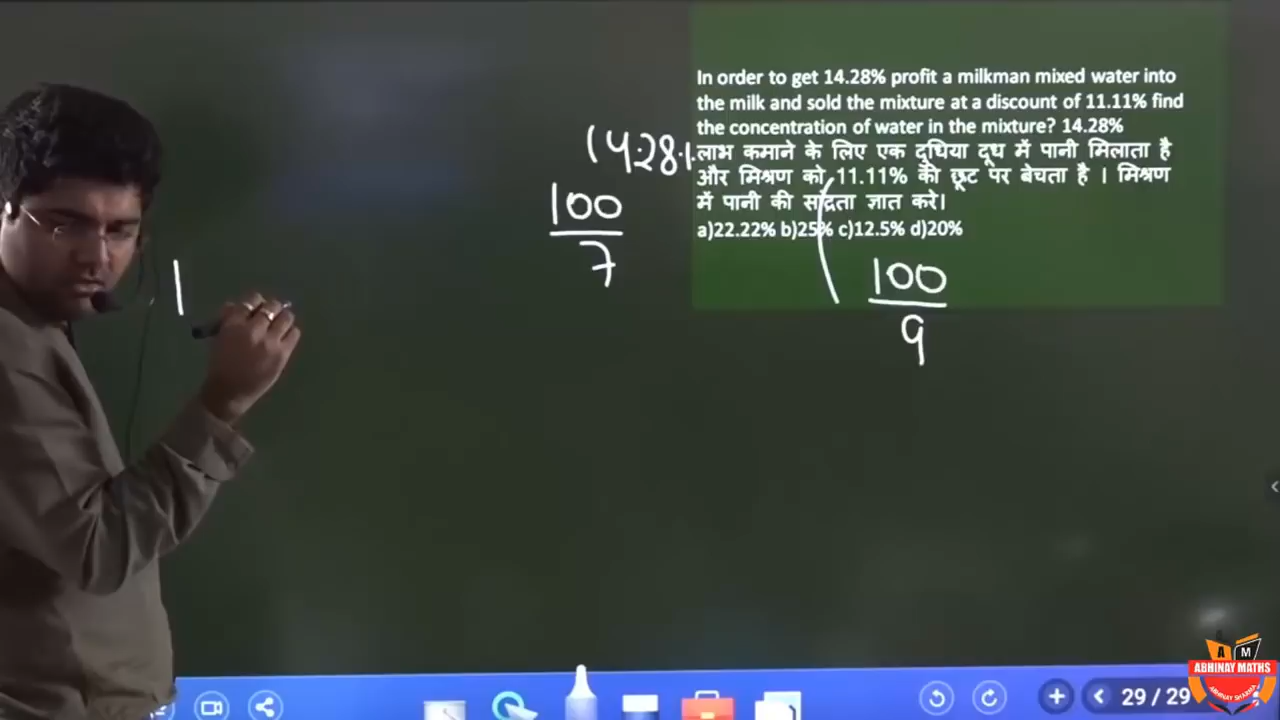 In order to get 14.28% profit a milkman mixed water into
the milk and sold the mixture at a discount of 11.11% find
the concentration of water in the mixture? 14.28%
लाभ कमाने के लिए एक दुधिया दूध में पानी मिलाता है
और मिश्रण को 11.11% की छूट पर बेचता है । मिश्रण
में पानी की सांद्रता ज्ञात करे।
a)22.22% b)25% c)12.5% d)20%
14.28%
100
7
100
9
1
29 / 29
A M
ABHINAY MATHS
ABHINAY SHARMA